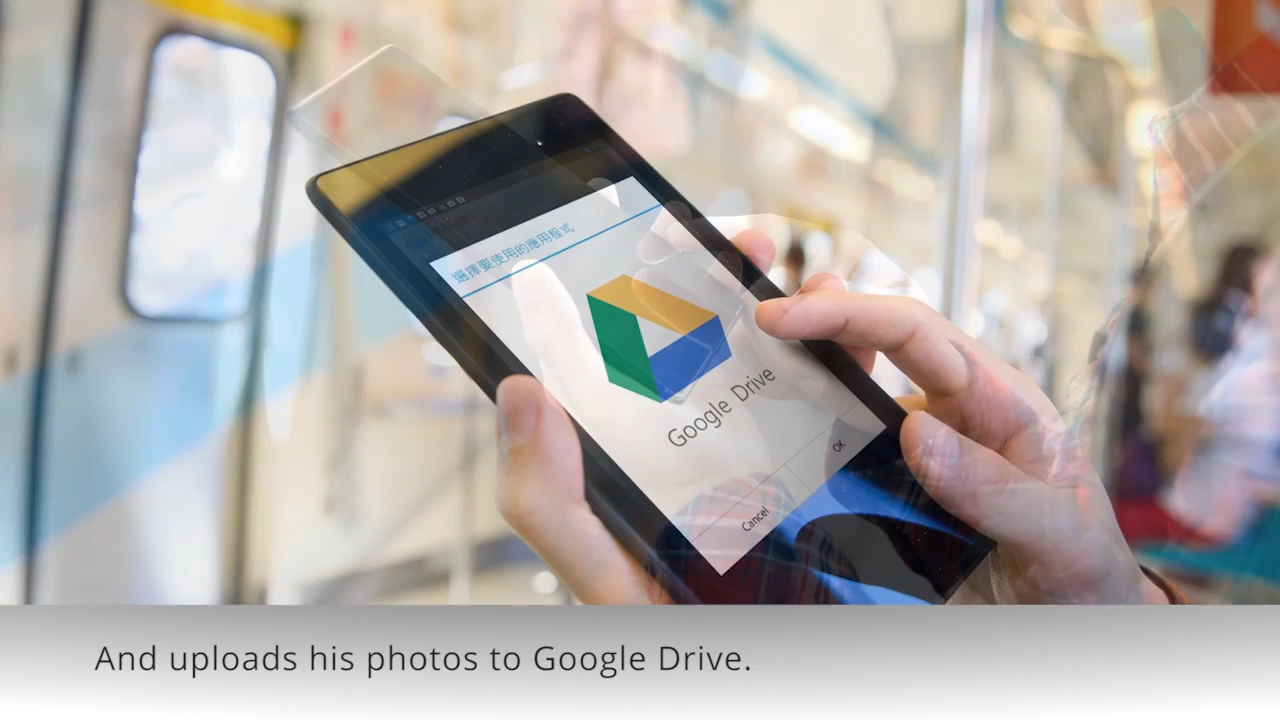 選擇要使用的應用程式
Google Drive
Cancel
OK
And uploads his photos to Google Drive.